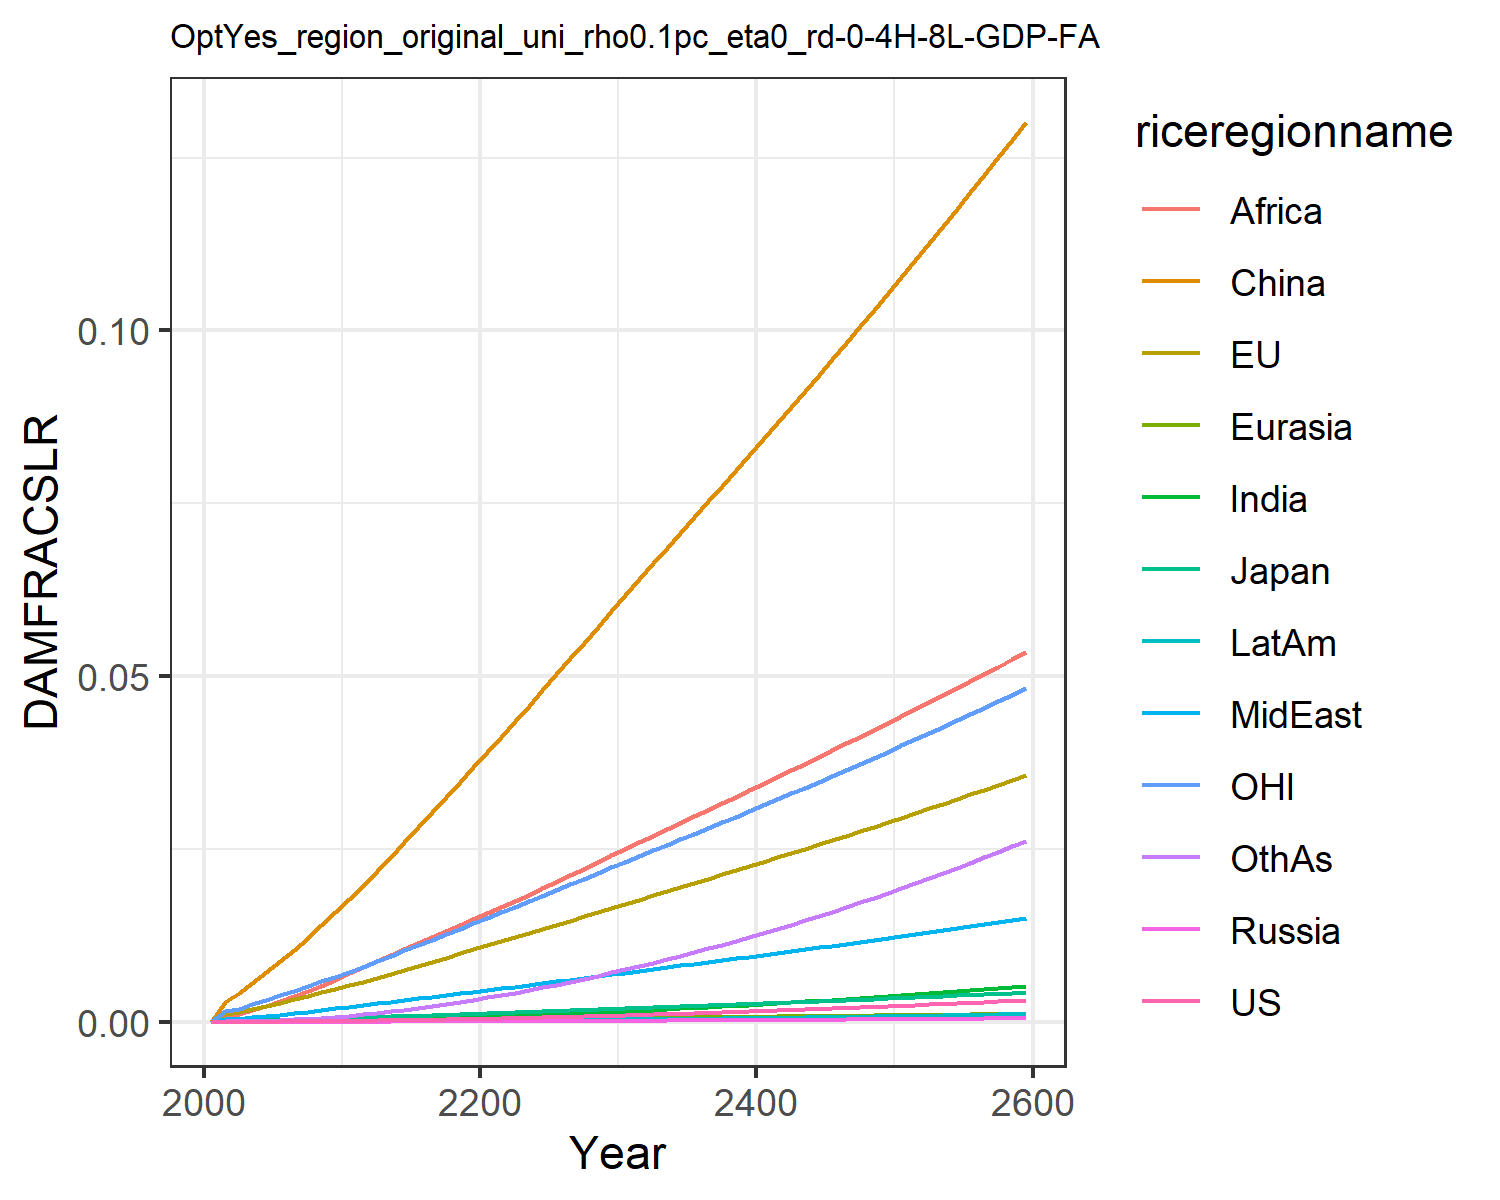 OptYes_region_original_uni_rho0.1pc_eta0_rd-0-4H-8L-GDP-FA
DAMFRACSLR
0.10
0.05
0.00
2000 2200 2400 2600
Year
riceregionname
Africa
China
EU
Eurasia
India
Japan
LatAm
MidEast
OHI
OthAs
Russia
US